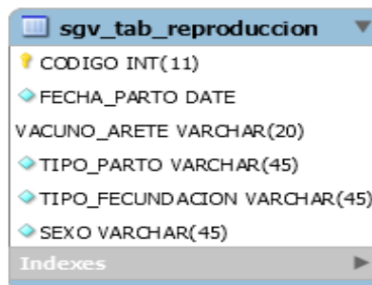 sgv_tab_reproduccion
CODIGO INT(11)
FECHA_PARTO DATE
VACUNO_ARETE VARCHAR(20)
TIPO_PARTO VARCHAR(45)
TIPO_FECUNDACION VARCHAR(45)
SEXO VARCHAR(45)
Indexes